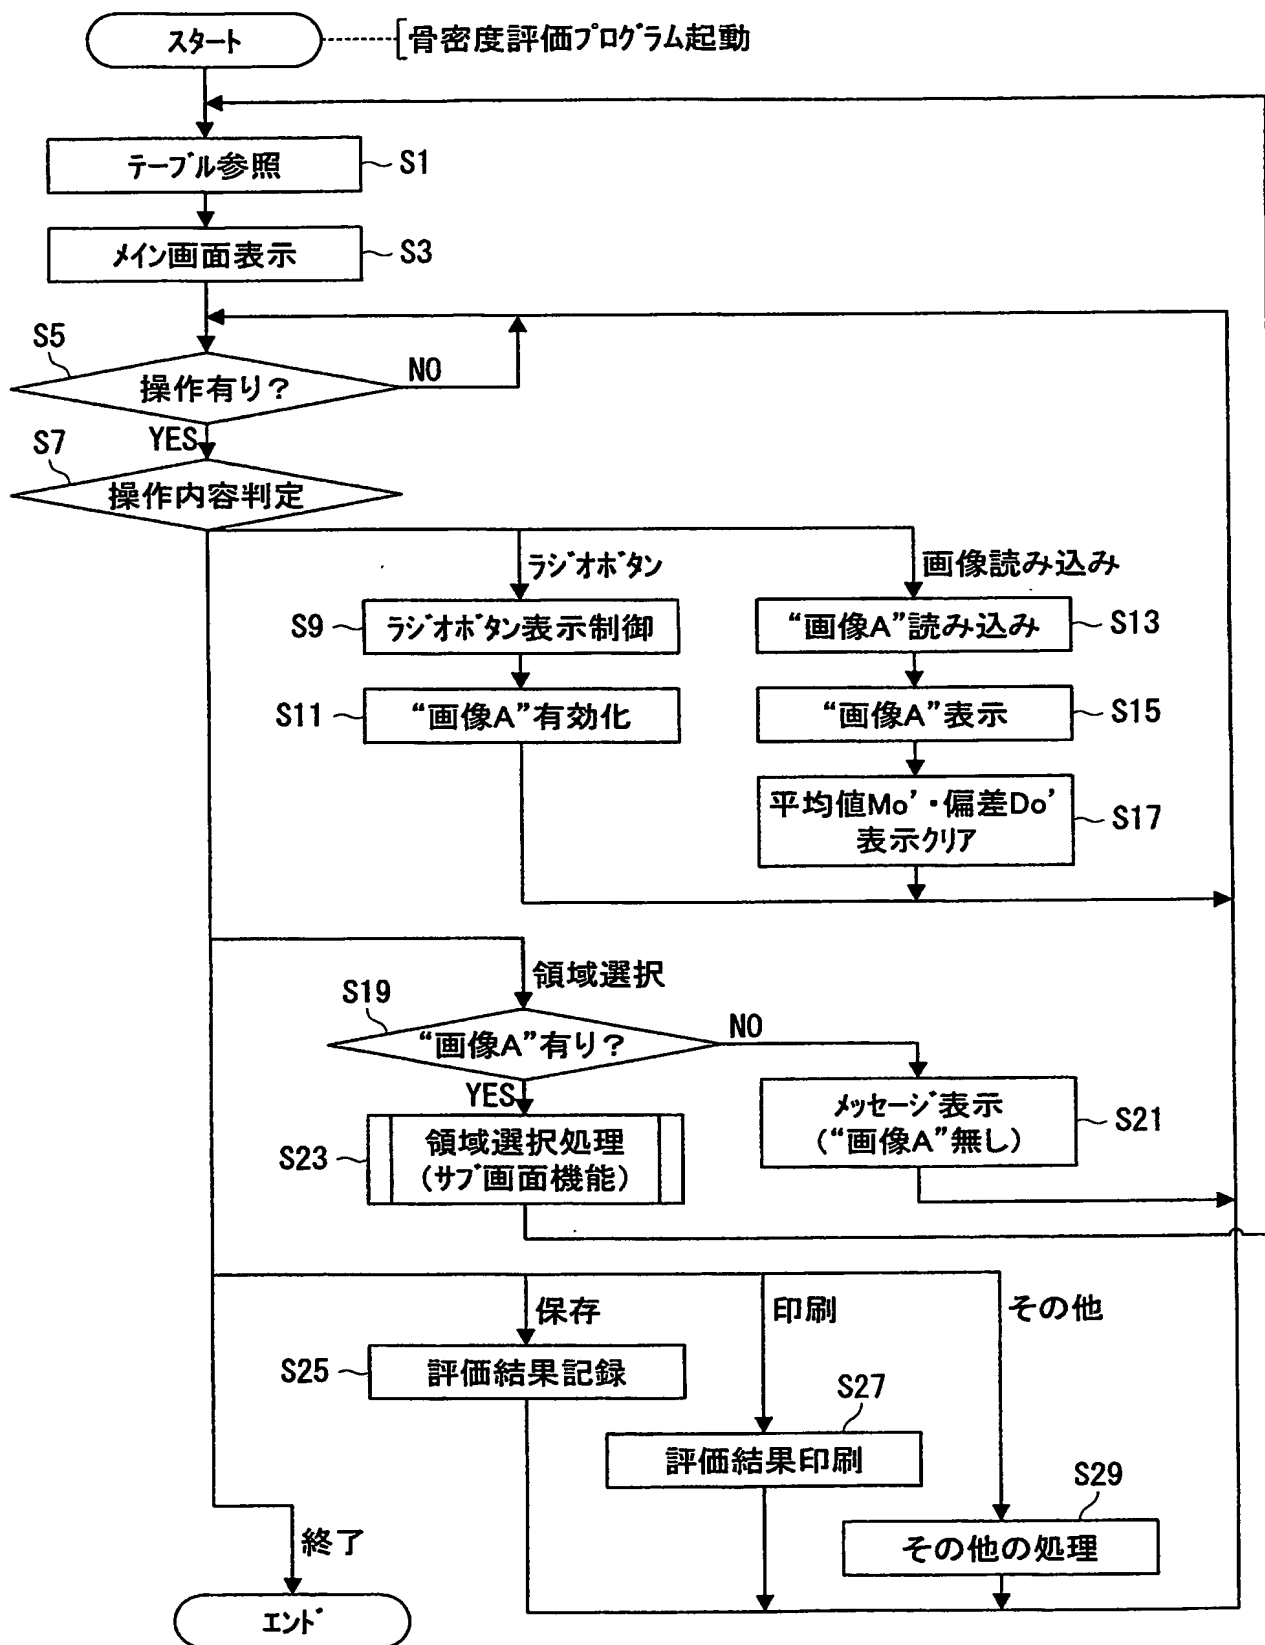 スタート
骨密度評価プログラム起動
テーブル参照
S1
メイン画面表示
S3
S5
操作有り?
NO
YES
S7
操作内容判定
ラジオボタン
画像読み込み
S9
ラジオボタン表示制御
“画像A”読み込み
S13
S11
“画像A”有効化
“画像A”表示
S15
平均値Mo’・偏差Do’
表示クリア
S17
領域選択
S19
“画像A”有り?
NO
YES
メッセージ表示
(“画像A”無し)
S21
S23
領域選択処理
(サブ画面機能)
保存
印刷
その他
S25
評価結果記録
S27
評価結果印刷
S29
その他の処理
終了
エンド